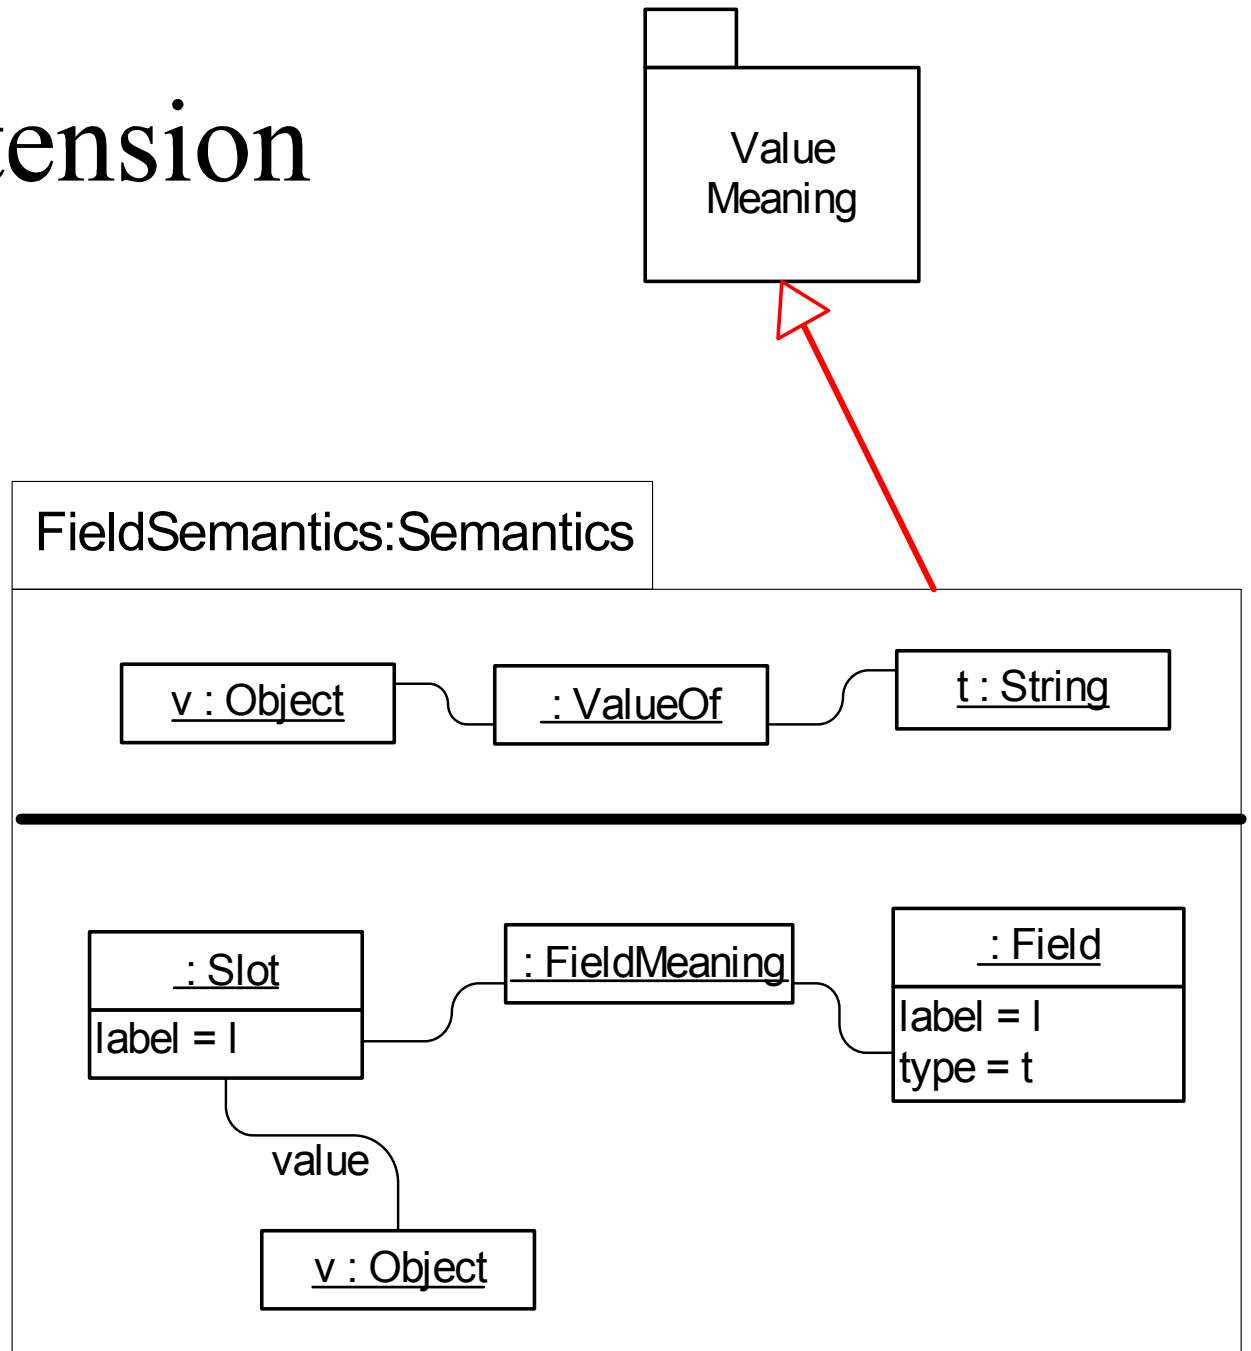 tension
Value
Meaning
FieldSemantics:Semantics
v : Object
: ValueOf
t : String
: Slot
label = l
: FieldMeaning
: Field
label = l
type = t
value
v : Object